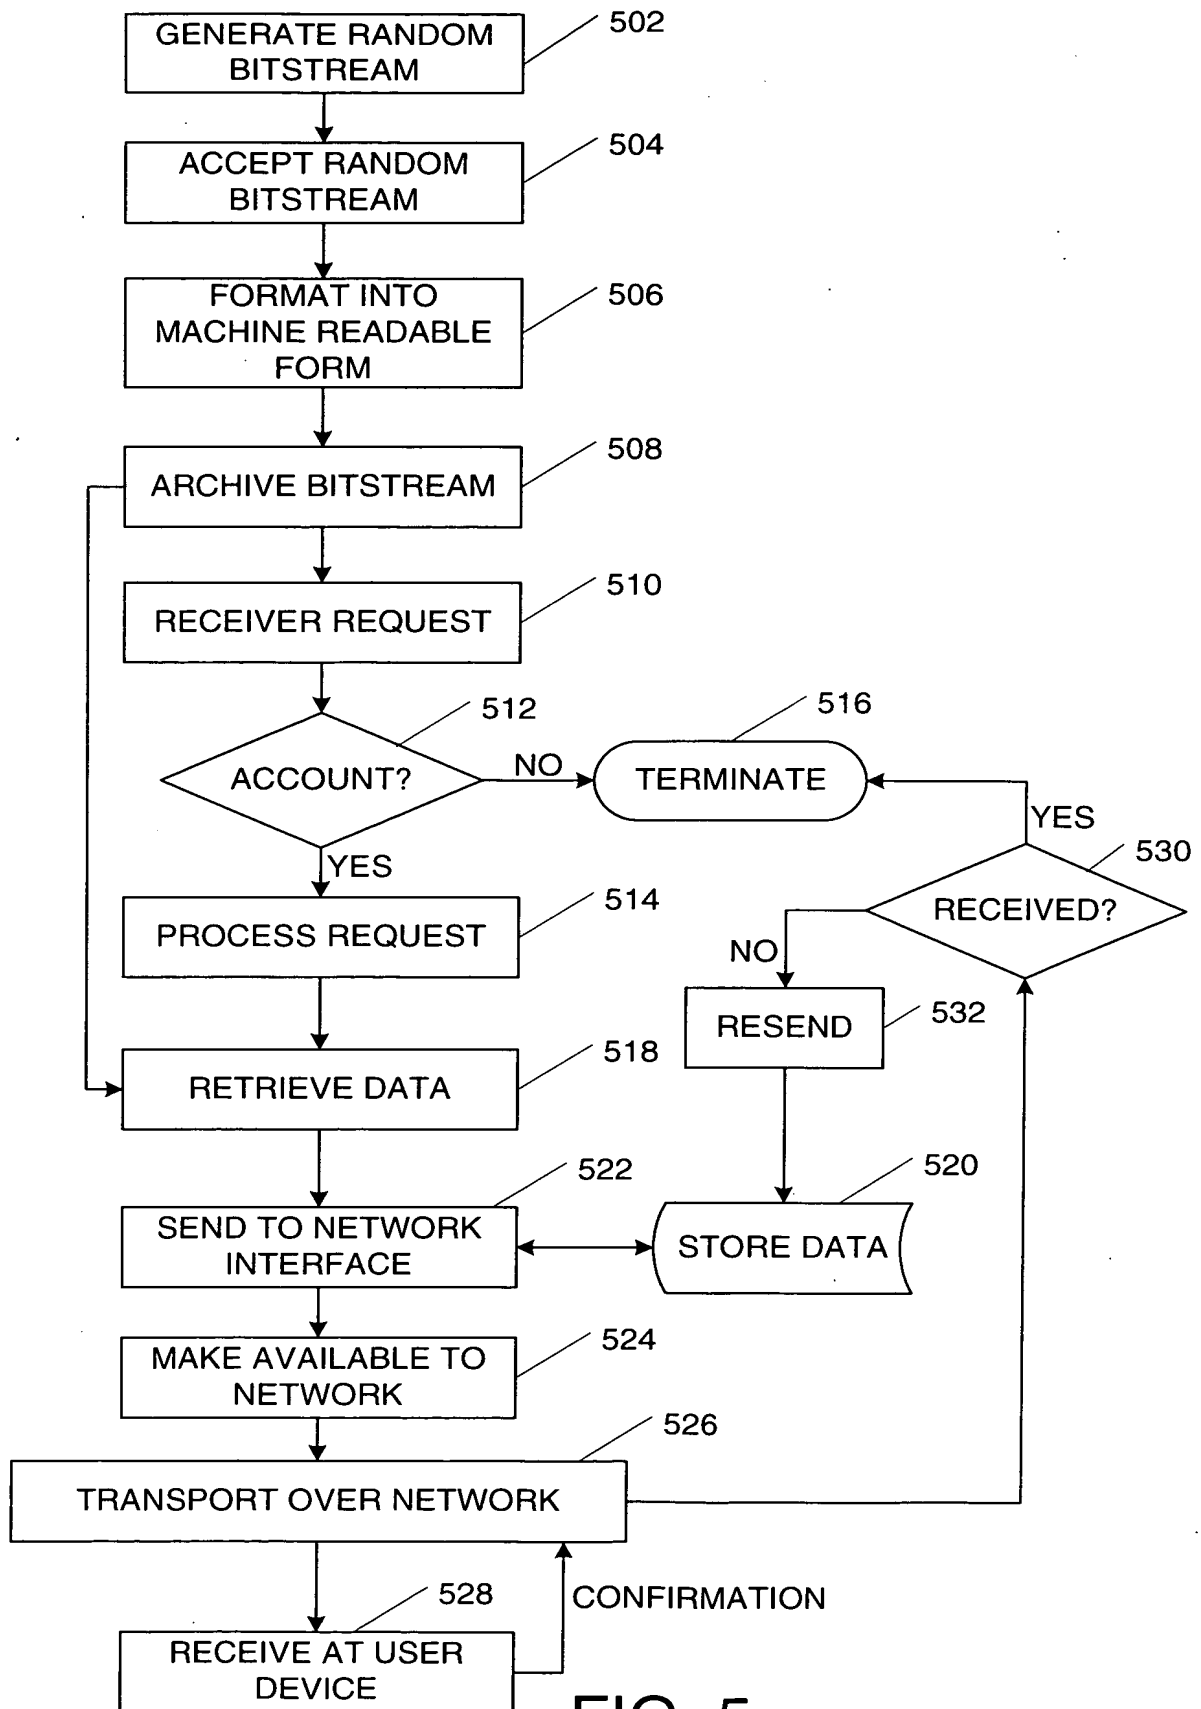 GENERATE RANDOM
BITSTREAM
502
ACCEPT RANDOM
BITSTREAM
504
FORMAT INTO
MACHINE READABLE
FORM
506
ARCHIVE BITSTREAM
508
RECEIVER REQUEST
510
ACCOUNT?
512
NO
TERMINATE
516
YES
YES
RECEIVED?
530
PROCESS REQUEST
514
NO
RESEND
532
RETRIEVE DATA
518
SEND TO NETWORK
INTERFACE
522
STORE DATA
520
MAKE AVAILABLE TO
NETWORK
524
TRANSPORT OVER NETWORK
526
CONFIRMATION
RECEIVE AT USER
DEVICE
528
FIG. 5